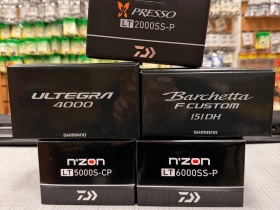 PRESSO
LT2000SS-P
ULTEGRA
4000
SHIMANO
Barchetta
F CUSTOM
151DH
SHIMANO
n'zon
LT5000S-CP
n'zon
LT6000SS-P